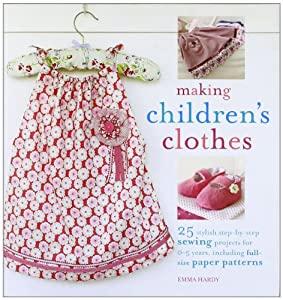 making
children's
clothes
25 stylish step-by-step
sewing projects for
0-5 years, including full-
size paper patterns
EMMA HARDY